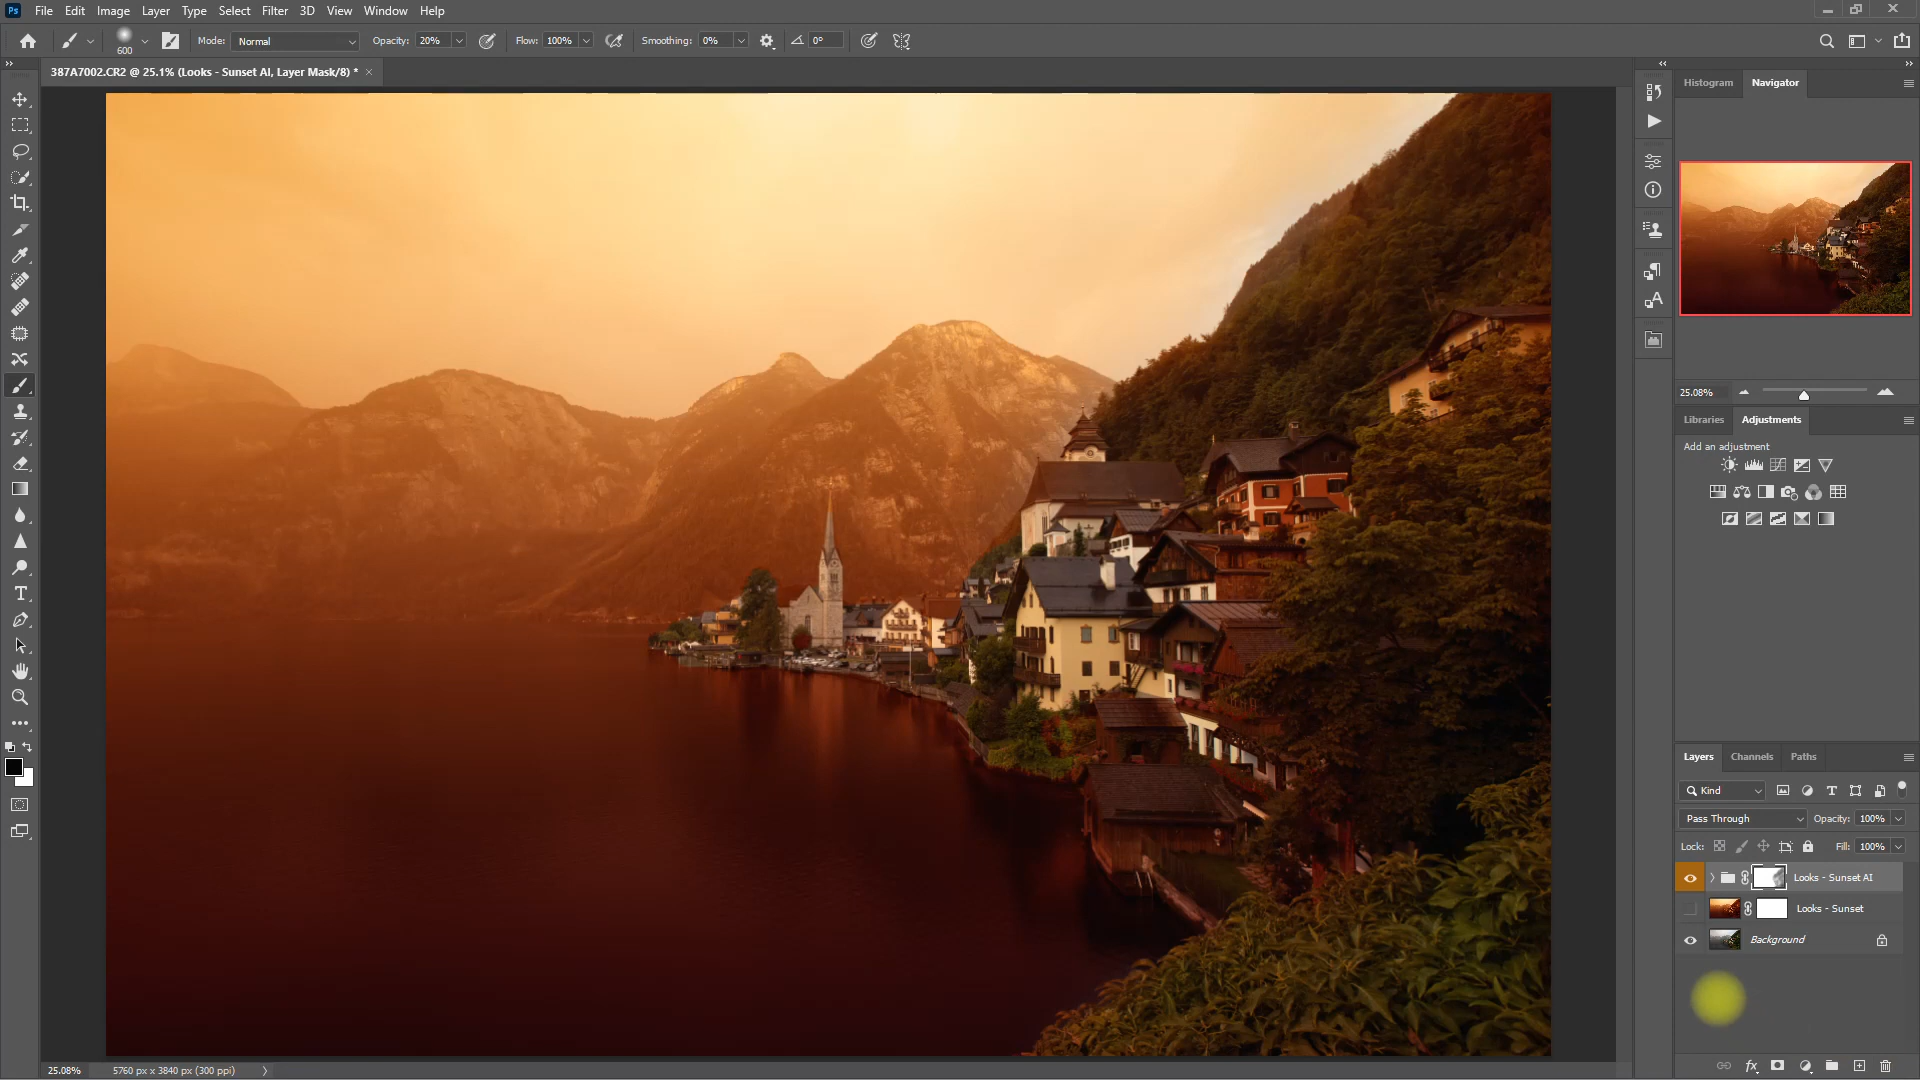 Ps File Edit Image Layer Type Select Filter 3D View Window Help
600 Mode: Normal Opacity: 20% Flow: 100% Smoothing: 0% 0°
387A7002.CR2 @ 25.1% (Looks - Sunset AI, Layer Mask/8) * ×
Histogram Navigator
25.08%
Libraries Adjustments
Add an adjustment
Layers Channels Paths
Kind
Pass Through Opacity: 100%
Lock: Fill: 100%
Looks - Sunset AI
Looks - Sunset
Background
fx
25.08% 5760 px x 3840 px (300 ppi)